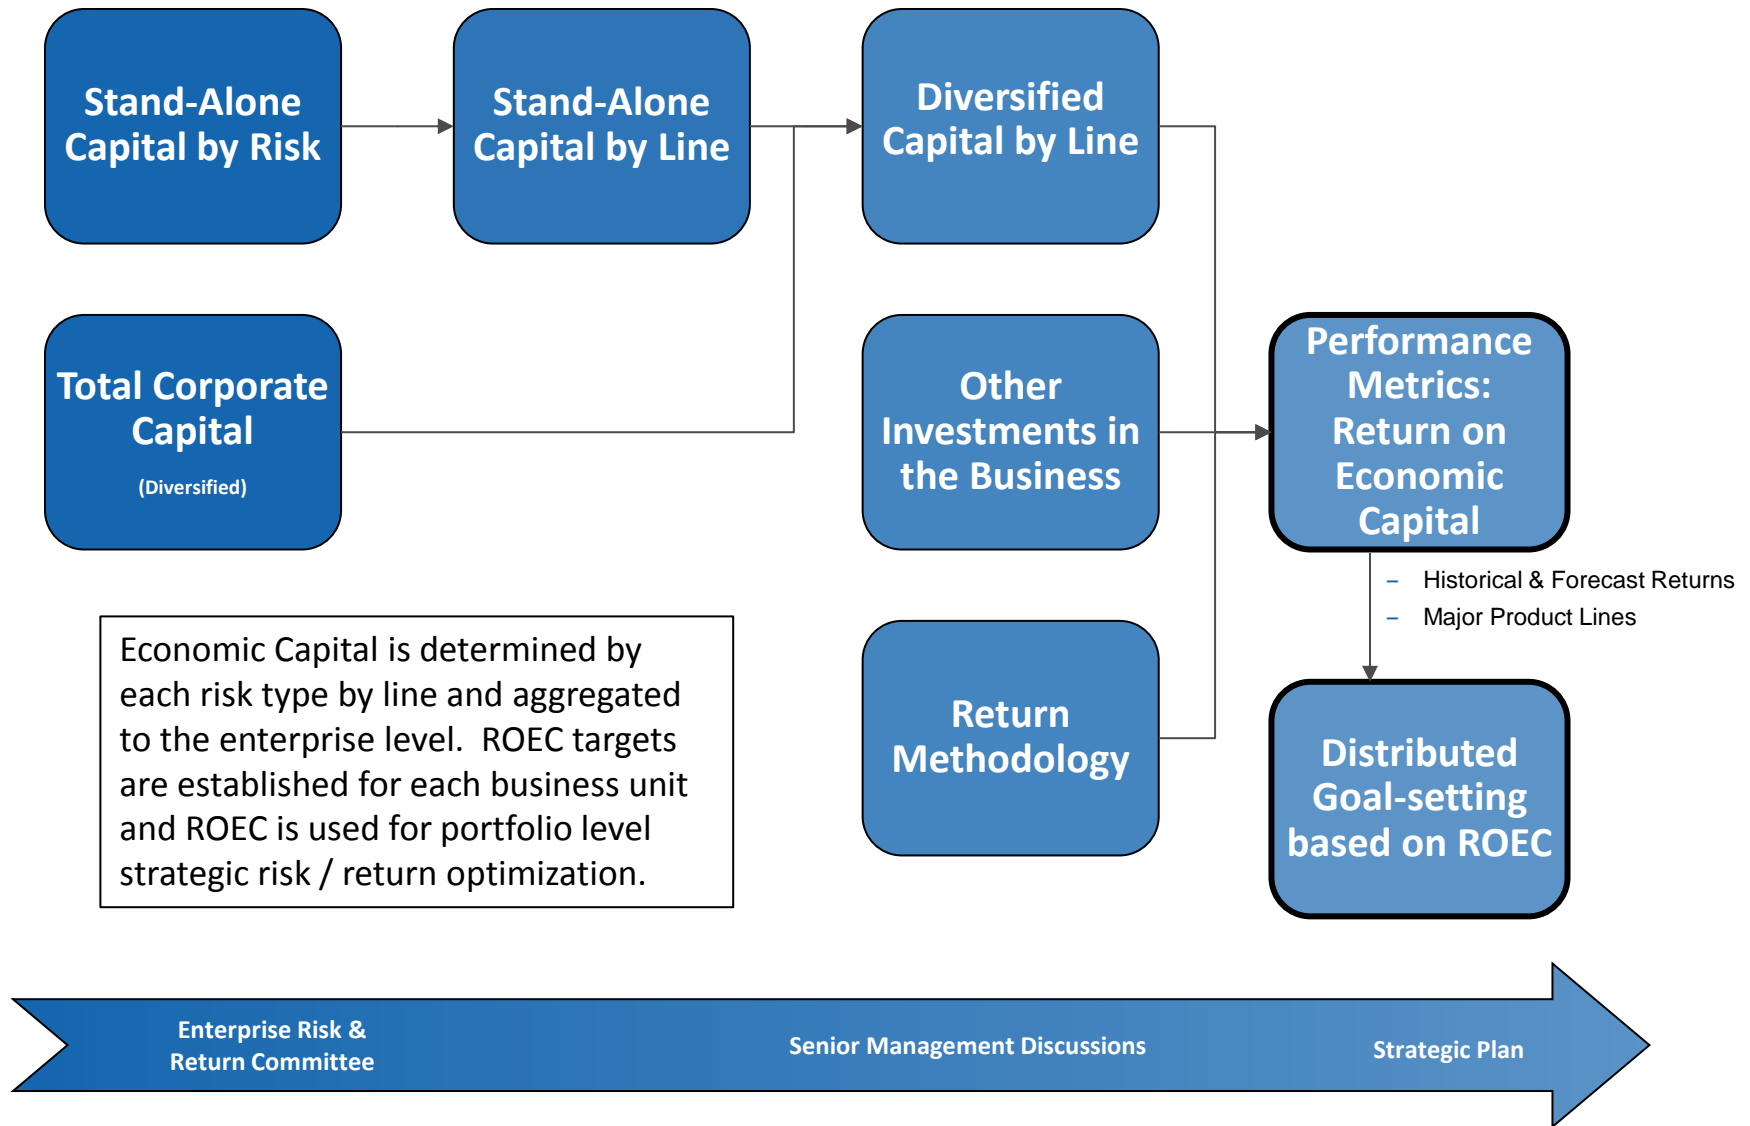 Stand-Alone
Capital by Risk
Stand-Alone
Capital by Line
Diversified
Capital by Line
Total Corporate
Capital
(Diversified)
Other
Investments in
the Business
Performance
Metrics:
Return on
Economic
Capital
– Historical & Forecast Returns
– Major Product Lines
Economic Capital is determined by
each risk type by line and aggregated
to the enterprise level.  ROEC targets
are established for each business unit
and ROEC is used for portfolio level
strategic risk / return optimization.
Return
Methodology
Distributed
Goal-setting
based on ROEC
Enterprise Risk &
Return Committee
Senior Management Discussions
Strategic Plan